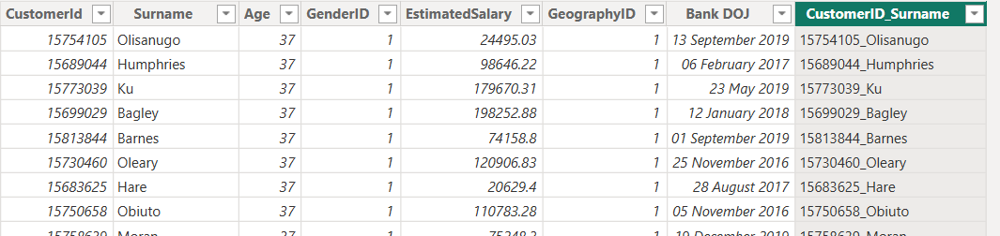 CustomerId Surname Age GenderID EstimatedSalary GeographyID Bank DOJ CustomerID_Surname
15754105 Olisanugo 37 1 24495.03 1 13 September 2019 15754105_Olisanugo
15689044 Humphries 37 1 98646.22 1 06 February 2017 15689044_Humphries
15773039 Ku 37 1 179670.31 1 23 May 2019 15773039_Ku
15699029 Bagley 37 1 198252.88 1 12 January 2018 15699029_Bagley
15813844 Barnes 37 1 74158.8 1 01 September 2019 15813844_Barnes
15730460 Oleary 37 1 120906.83 1 25 November 2016 15730460_Oleary
15683625 Hare 37 1 20629.4 1 28 August 2017 15683625_Hare
15750658 Obiuto 37 1 110783.28 1 05 November 2016 15750658_Obiuto
Moran 37 1 1